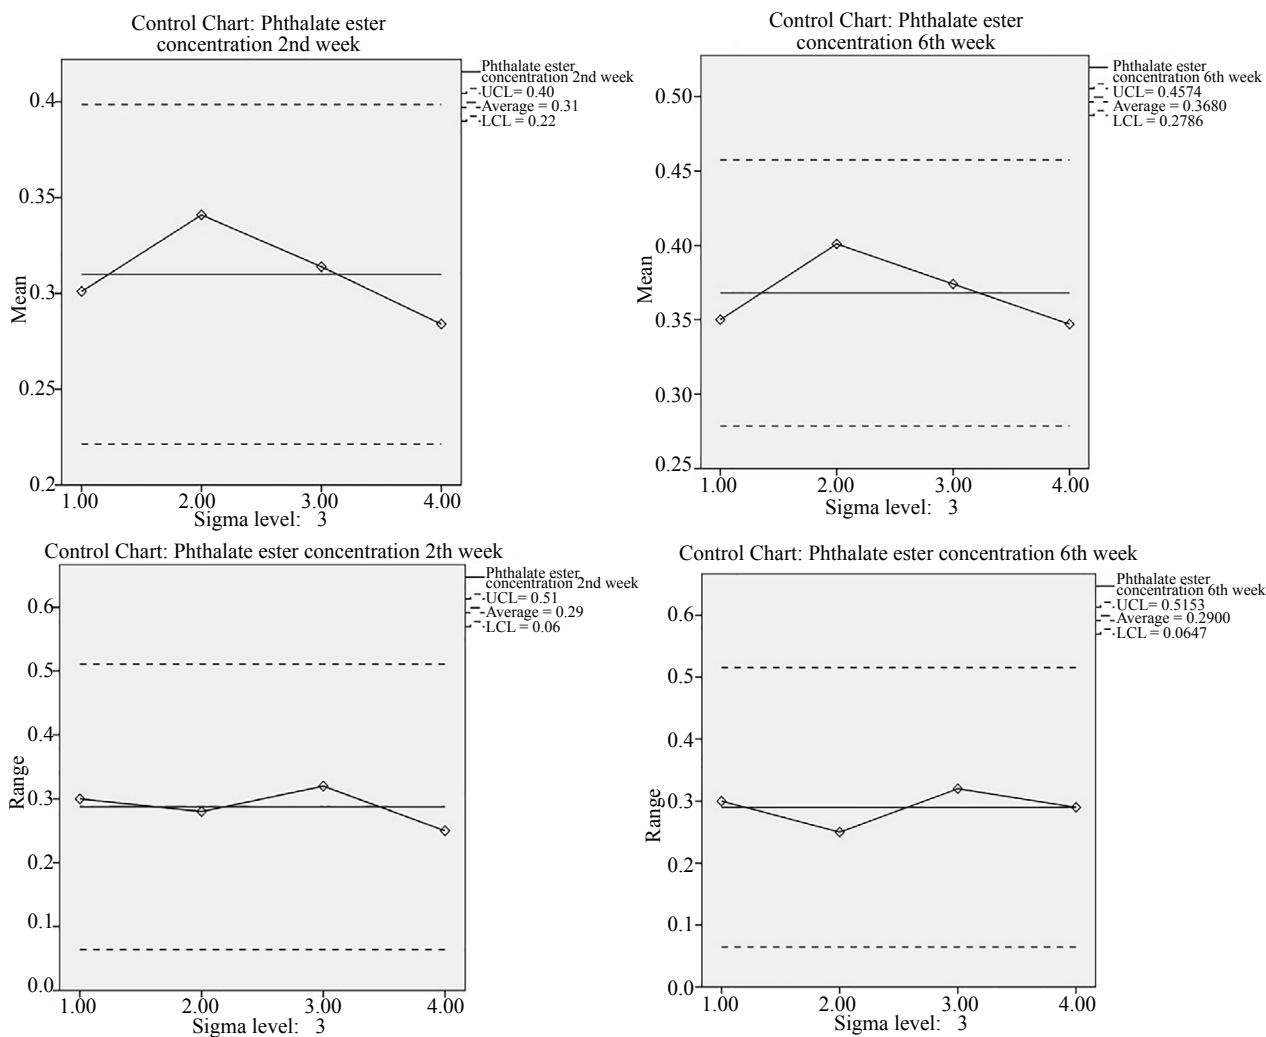 Control Chart: Phthalate ester
concentration 2nd week
Phthalate ester
concentration 2nd week
UCL= 0.40
Average = 0.31
LCL = 0.22
0.4
0.35
0.3
0.25
0.2
Mean
1.00 2.00 3.00 4.00
Sigma level: 3
Control Chart: Phthalate ester
concentration 6th week
Phthalate ester
concentration 6th week
UCL= 0.4574
Average = 0.3680
LCL = 0.2786
0.50
0.45
0.40
0.35
0.30
0.25
Mean
1.00 2.00 3.00 4.00
Sigma level: 3
Control Chart: Phthalate ester concentration 2th week
Phthalate ester
concentration 2nd week
UCL= 0.51
Average = 0.29
LCL = 0.06
0.6
0.5
0.4
0.3
0.2
0.1
0.0
Range
1.00 2.00 3.00 4.00
Sigma level: 3
Control Chart: Phthalate ester concentration 6th week
Phthalate ester
concentration 6th week
UCL= 0.5153
Average = 0.2900
LCL = 0.0647
0.6
0.5
0.4
0.3
0.2
0.1
0.0
Range
1.00 2.00 3.00 4.00
Sigma level: 3